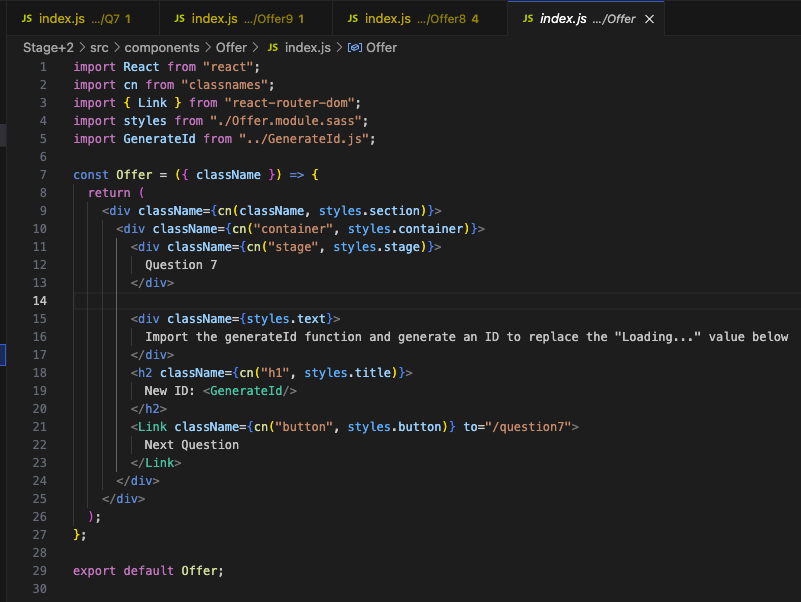 JS index.js .../Q7 1 JS index.js .../Offer9 1 JS index.js .../Offer8 4 JS index.js .../Offer ×
Stage+2 > src > components > Offer > JS index.js > Offer
1 import React from "react";
2 import cn from "classnames";
3 import { Link } from "react-router-dom";
4 import styles from "./Offer.module.sass";
5 import GenerateId from "../GenerateId.js";
6
7 const Offer = ({ className }) => {
8 return (
9 <div className={cn(className, styles.section)}>
10 <div className={cn("container", styles.container)}>
11 <div className={cn("stage", styles.stage)}>
12 Question 7
13 </div>
14
15 <div className={styles.text}>
16 Import the generateId function and generate an ID to replace the "Loading..." value below
17 </div>
18 <h2 className={cn("h1", styles.title)}>
19 New ID: <GenerateId/>
20 </h2>
21 <Link className={cn("button", styles.button)} to="/question7">
22 Next Question
23 </Link>
24 </div>
25 </div>
26 );
27 };
28
29 export default Offer;
30